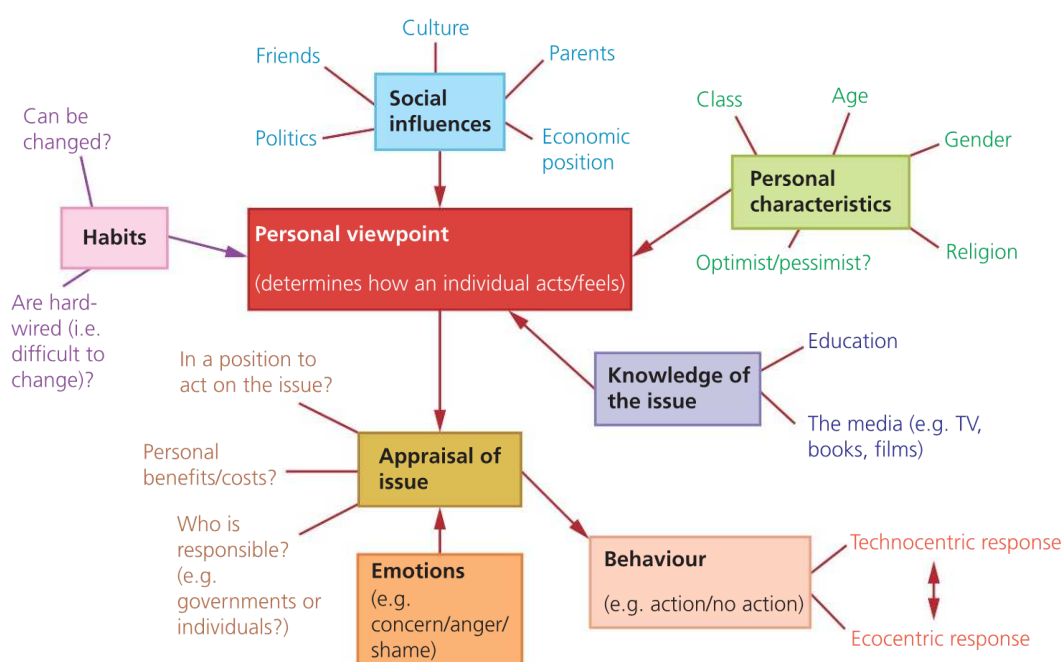 Culture
Friends
Parents
Social
influences
Politics
Economic
position
Class
Age
Gender
Personal
characteristics
Optimist/pessimist?
Religion
Can be
changed?
Habits
Are hard-
wired (i.e.
difficult to
change)?
Personal viewpoint
(determines how an individual acts/feels)
Knowledge of
the issue
Education
The media (e.g. TV,
books, films)
In a position to
act on the issue?
Personal
benefits/costs?
Who is
responsible?
(e.g.
governments or
individuals?)
Appraisal of
issue
Emotions
(e.g.
concern/anger/
shame)
Behaviour
(e.g. action/no action)
Technocentric response
Ecocentric response